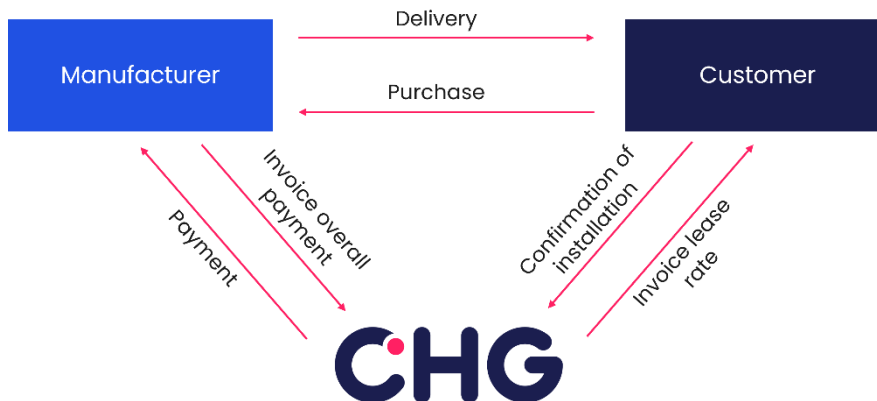 Delivery
Manufacturer
Customer
Purchase
Invoice overall
payment
Payment
Confirmation of
installation
Invoice lease
rate
CHG